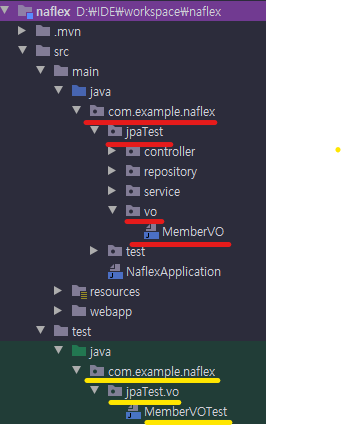 naflex D:₩IDE₩workspace₩naflex
.mvn
src
main
java
com.example.naflex
jpaTest
controller
repository
service
vo
MemberVO
test
NaflexApplication
resources
webapp
test
java
com.example.naflex
jpaTest.vo
MemberVOTest